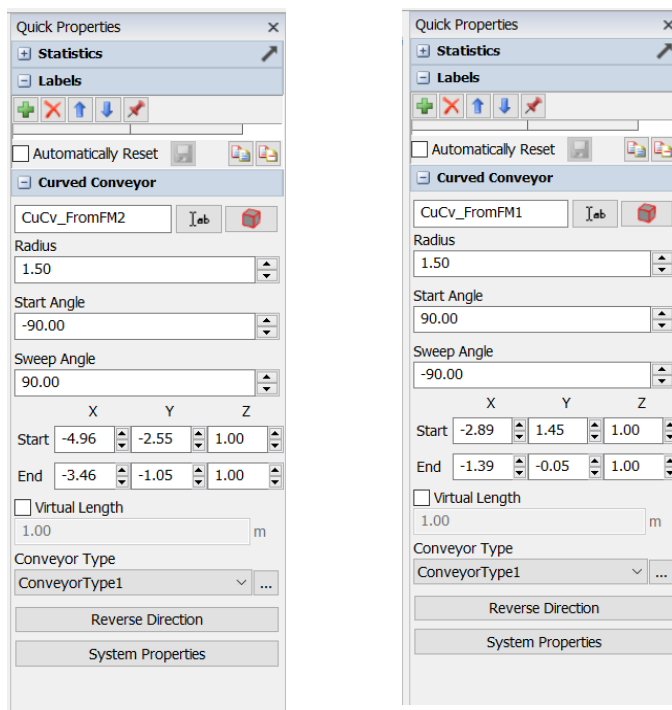 Quick Properties
Statistics
Labels
Automatically Reset
Curved Conveyor
CuCv_FromFM2
Radius
1.50
Start Angle
-90.00
Sweep Angle
90.00
X Y Z
Start -4.96 -2.55 1.00
End -3.46 -1.05 1.00
Virtual Length
1.00 m
Conveyor Type
ConveyorType1 ...
Reverse Direction
System Properties
Quick Properties
Statistics
Labels
Automatically Reset
Curved Conveyor
CuCv_FromFM1
Radius
1.50
Start Angle
90.00
Sweep Angle
-90.00
X Y Z
Start -2.89 1.45 1.00
End -1.39 -0.05 1.00
Virtual Length
1.00 m
Conveyor Type
ConveyorType1 ...
Reverse Direction
System Properties